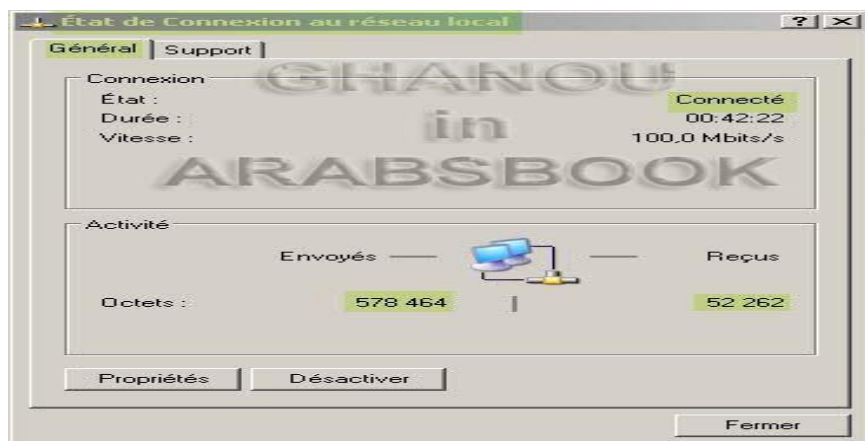 État de Connexion au réseau local
Général Support
Connexion
État : Connecté
Durée : 00:42:22
Vitesse : 100,0 Mbits/s
GHANOU
in
ARABSBOOK
Activité
Envoyés — — Reçus
Octets : 578 464 | 52 262
Propriétés Désactiver
Fermer